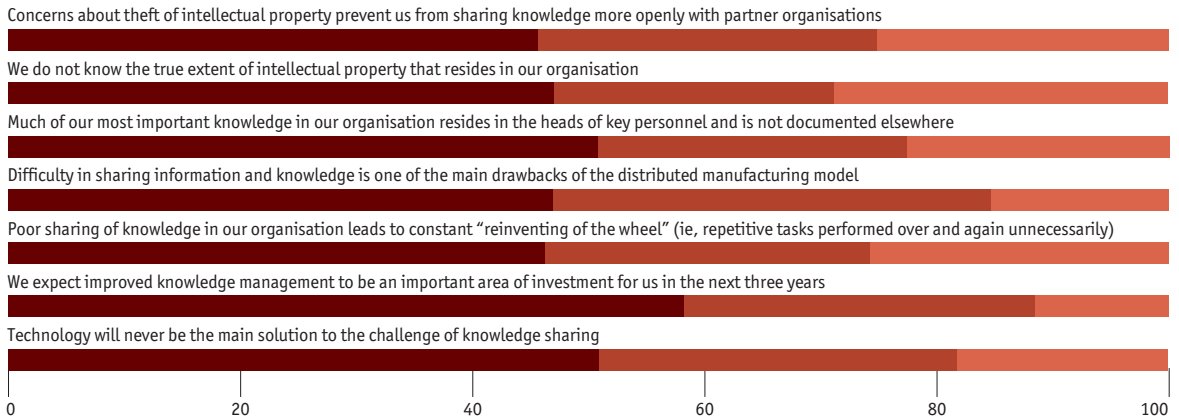 Concerns about theft of intellectual property prevent us from sharing knowledge more openly with partner organisations
We do not know the true extent of intellectual property that resides in our organisation
Much of our most important knowledge in our organisation resides in the heads of key personnel and is not documented elsewhere
Difficulty in sharing information and knowledge is one of the main drawbacks of the distributed manufacturing model
Poor sharing of knowledge in our organisation leads to constant “reinventing of the wheel” (ie, repetitive tasks performed over and again unnecessarily)
We expect improved knowledge management to be an important area of investment for us in the next three years
Technology will never be the main solution to the challenge of knowledge sharing
0 20 40 60 80 100